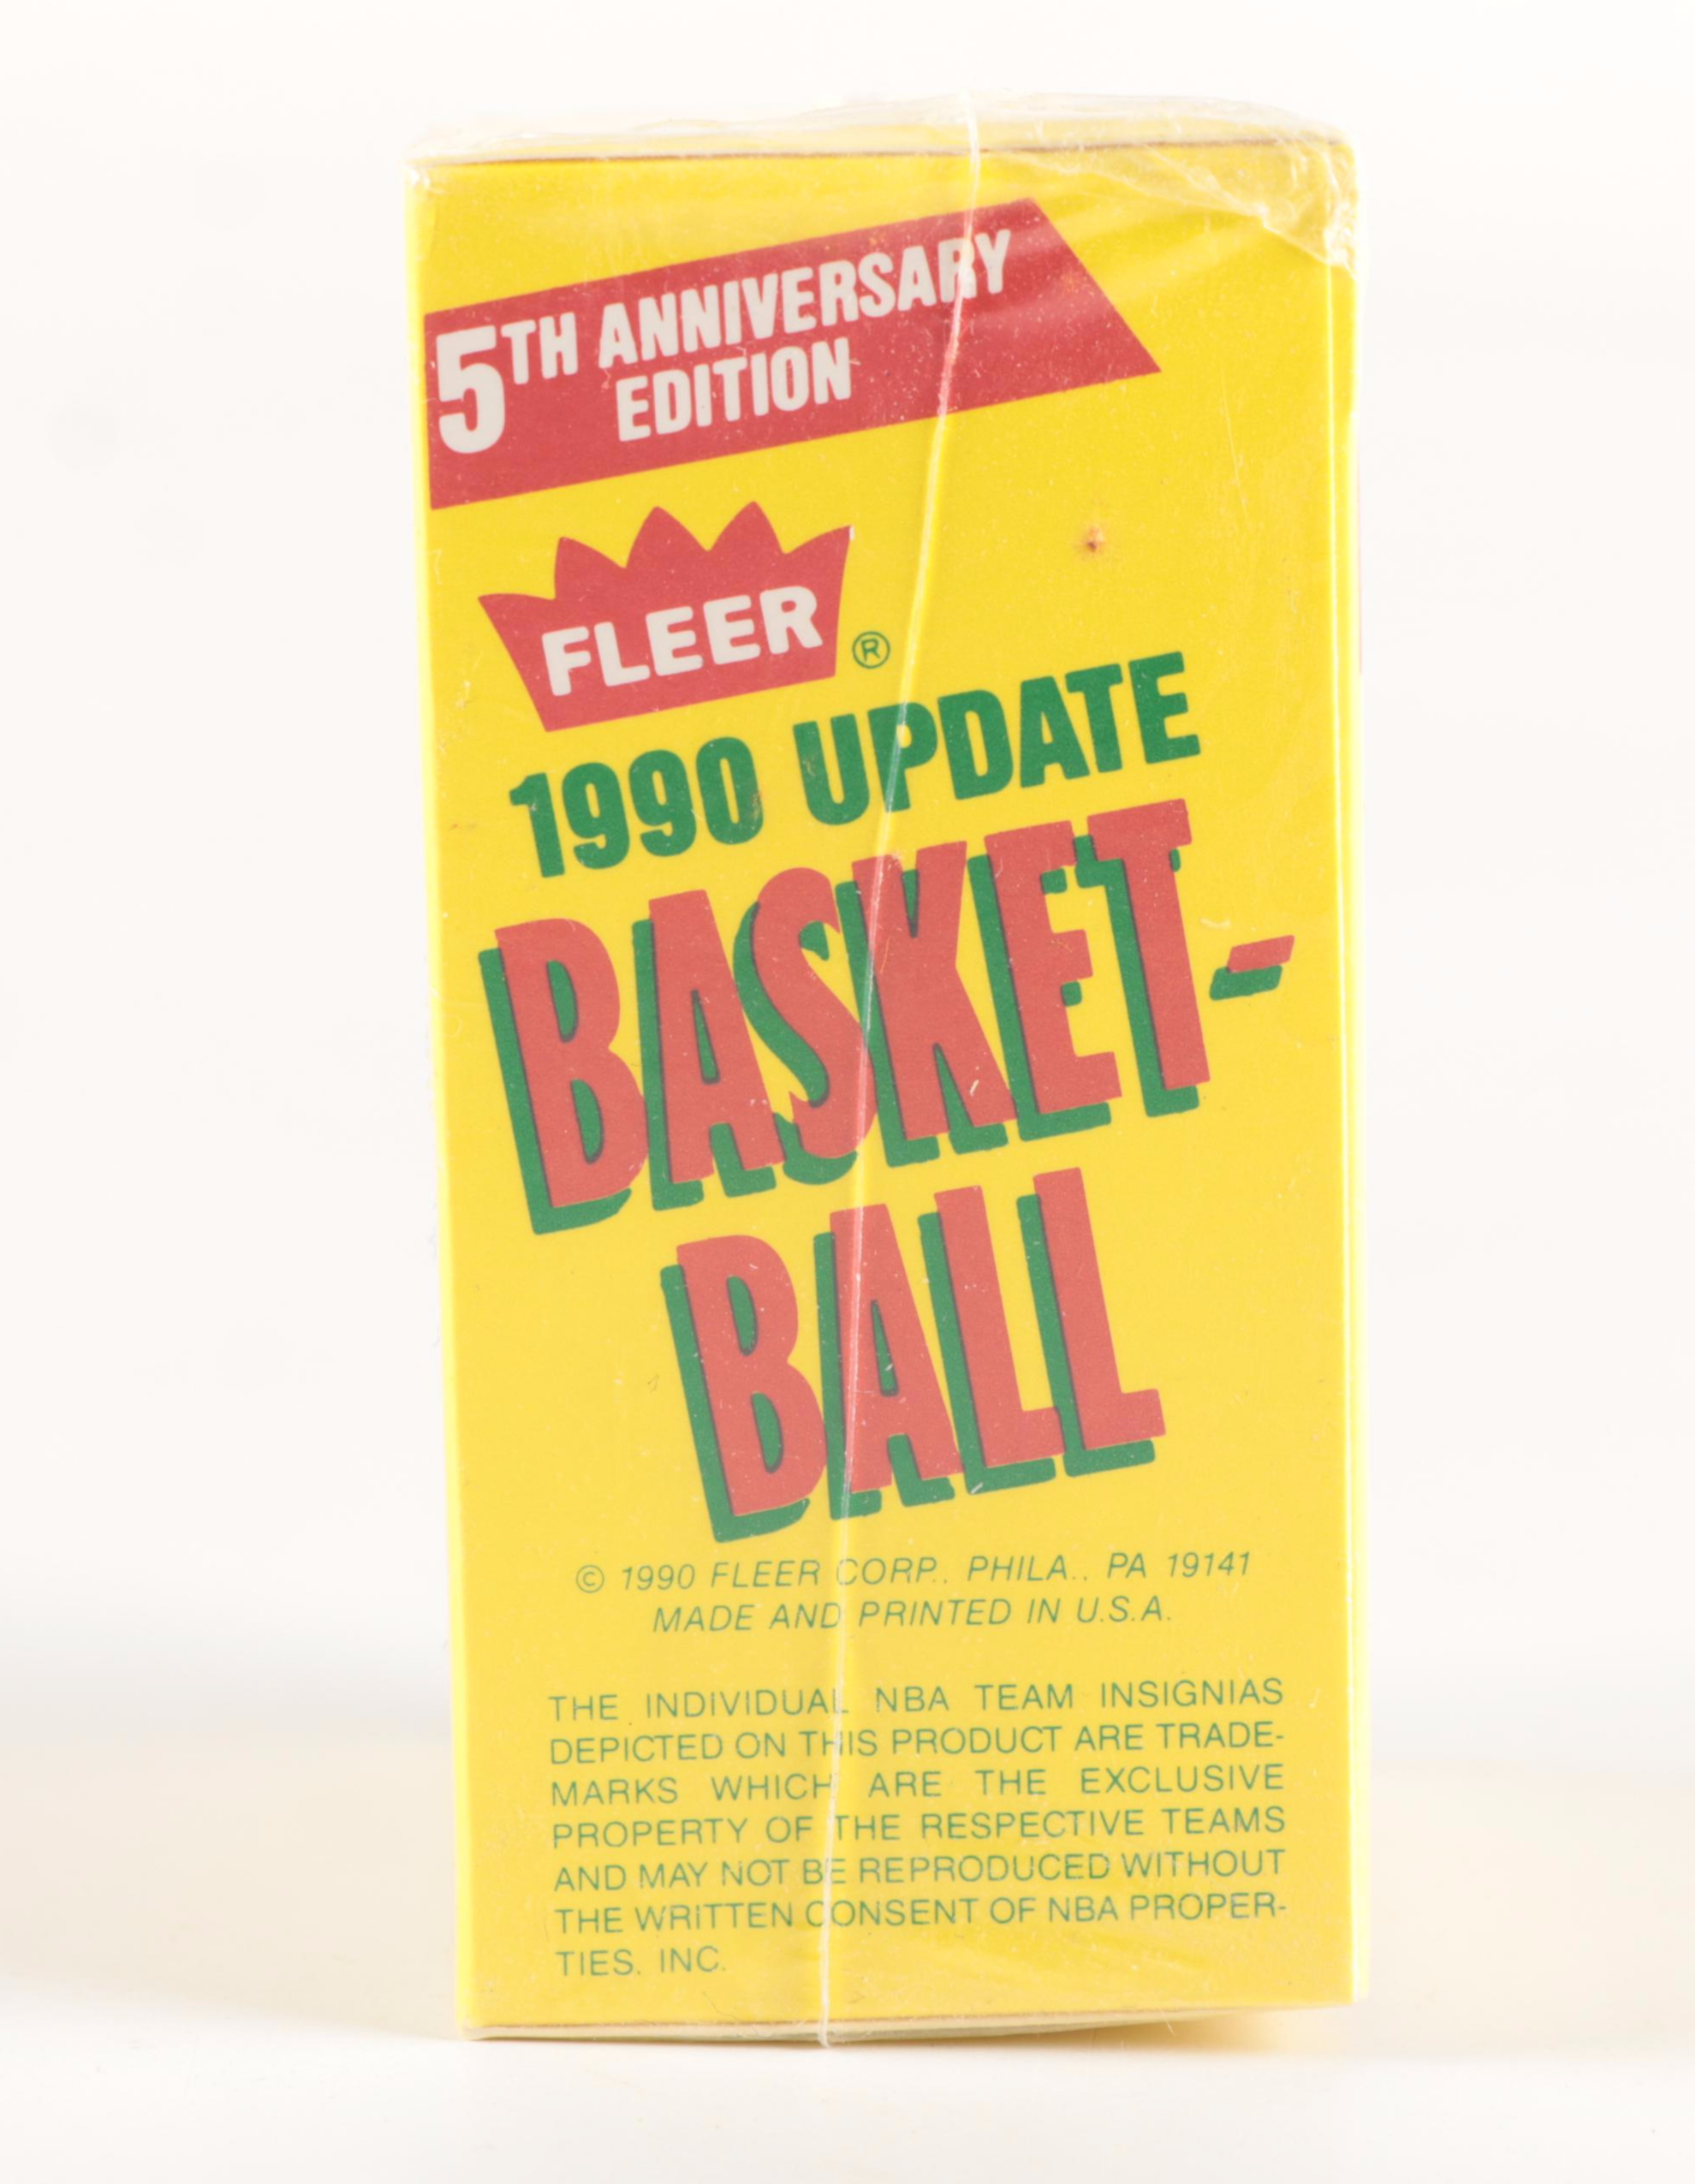 5TH ANNIVERSARY
EDITION
FLEER®
1990 UPDATE
BASKET-
BALL
© 1990 FLEER CORP., PHILA., PA 19141
MADE AND PRINTED IN U.S.A.
THE INDIVIDUAL NBA TEAM INSIGNIAS
DEPICTED ON THIS PRODUCT ARE TRADE-
MARKS WHICH ARE THE EXCLUSIVE
PROPERTY OF THE RESPECTIVE TEAMS
AND MAY NOT BE REPRODUCED WITHOUT
THE WRITTEN CONSENT OF NBA PROPER-
TIES, INC.